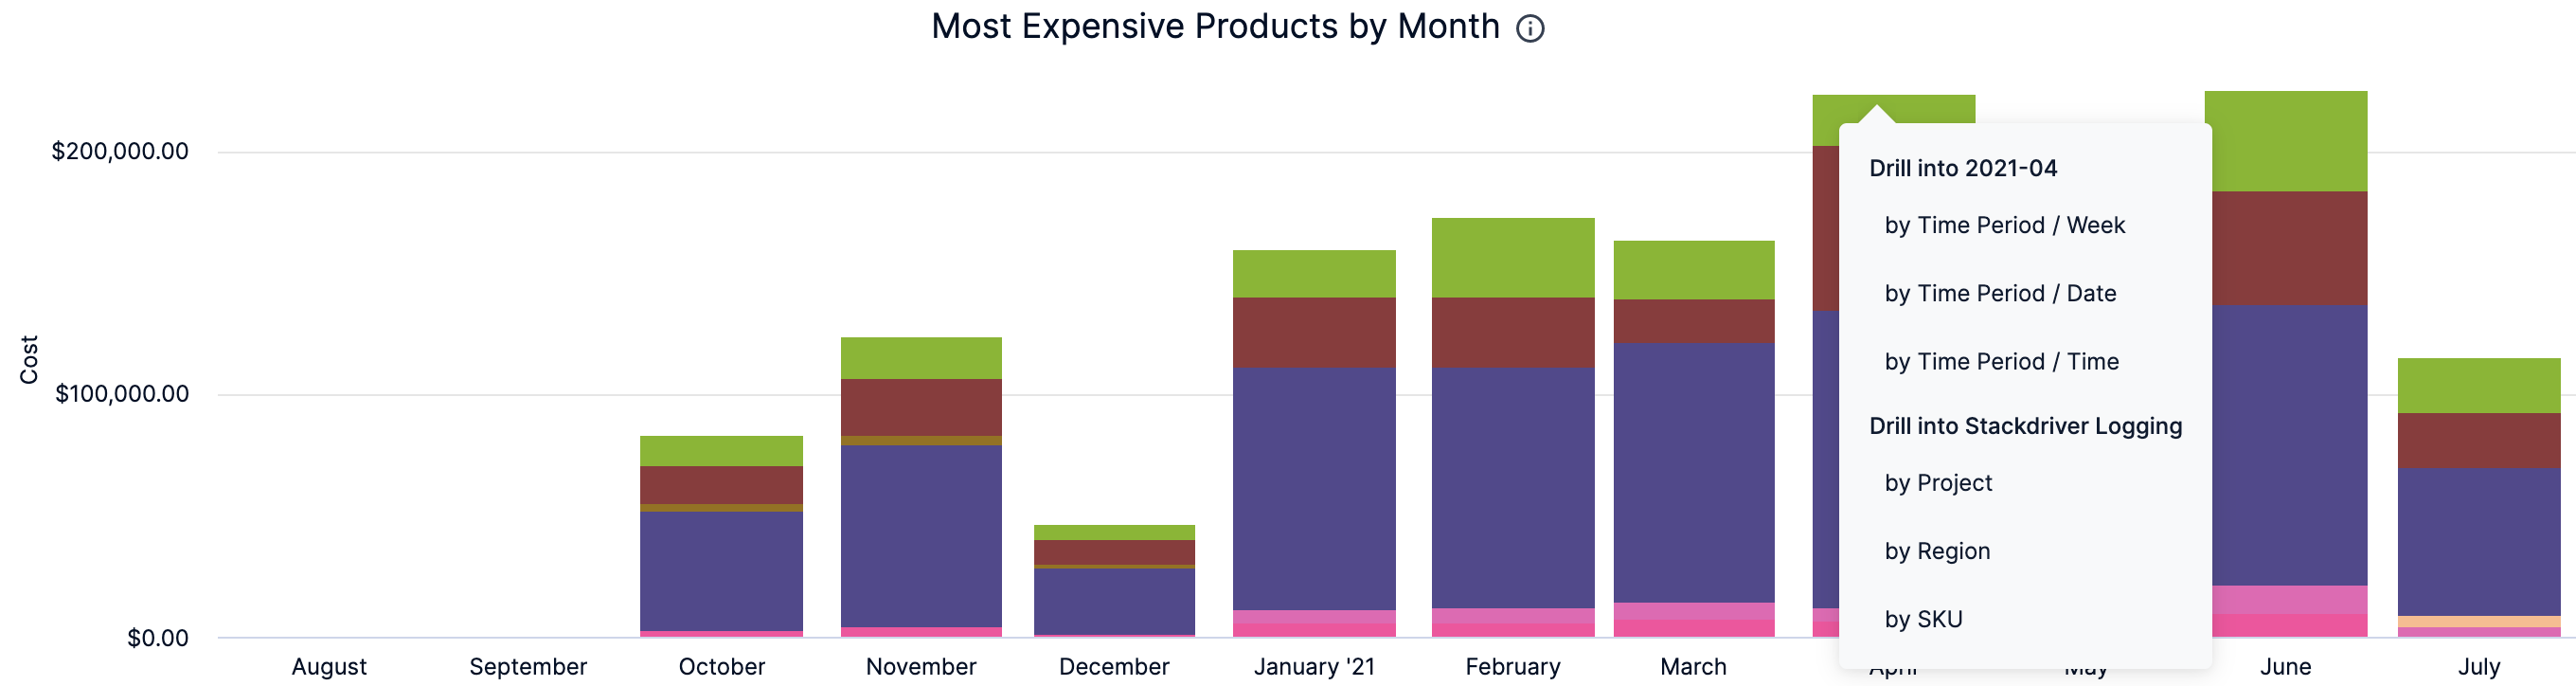 Most Expensive Products by Month
$200,000.00
$100,000.00
$0.00
Cost
Drill into 2021-04
by Time Period / Week
by Time Period / Date
by Time Period / Time
Drill into Stackdriver Logging
by Project
by Region
by SKU
August September October November December January '21 February March April May June July